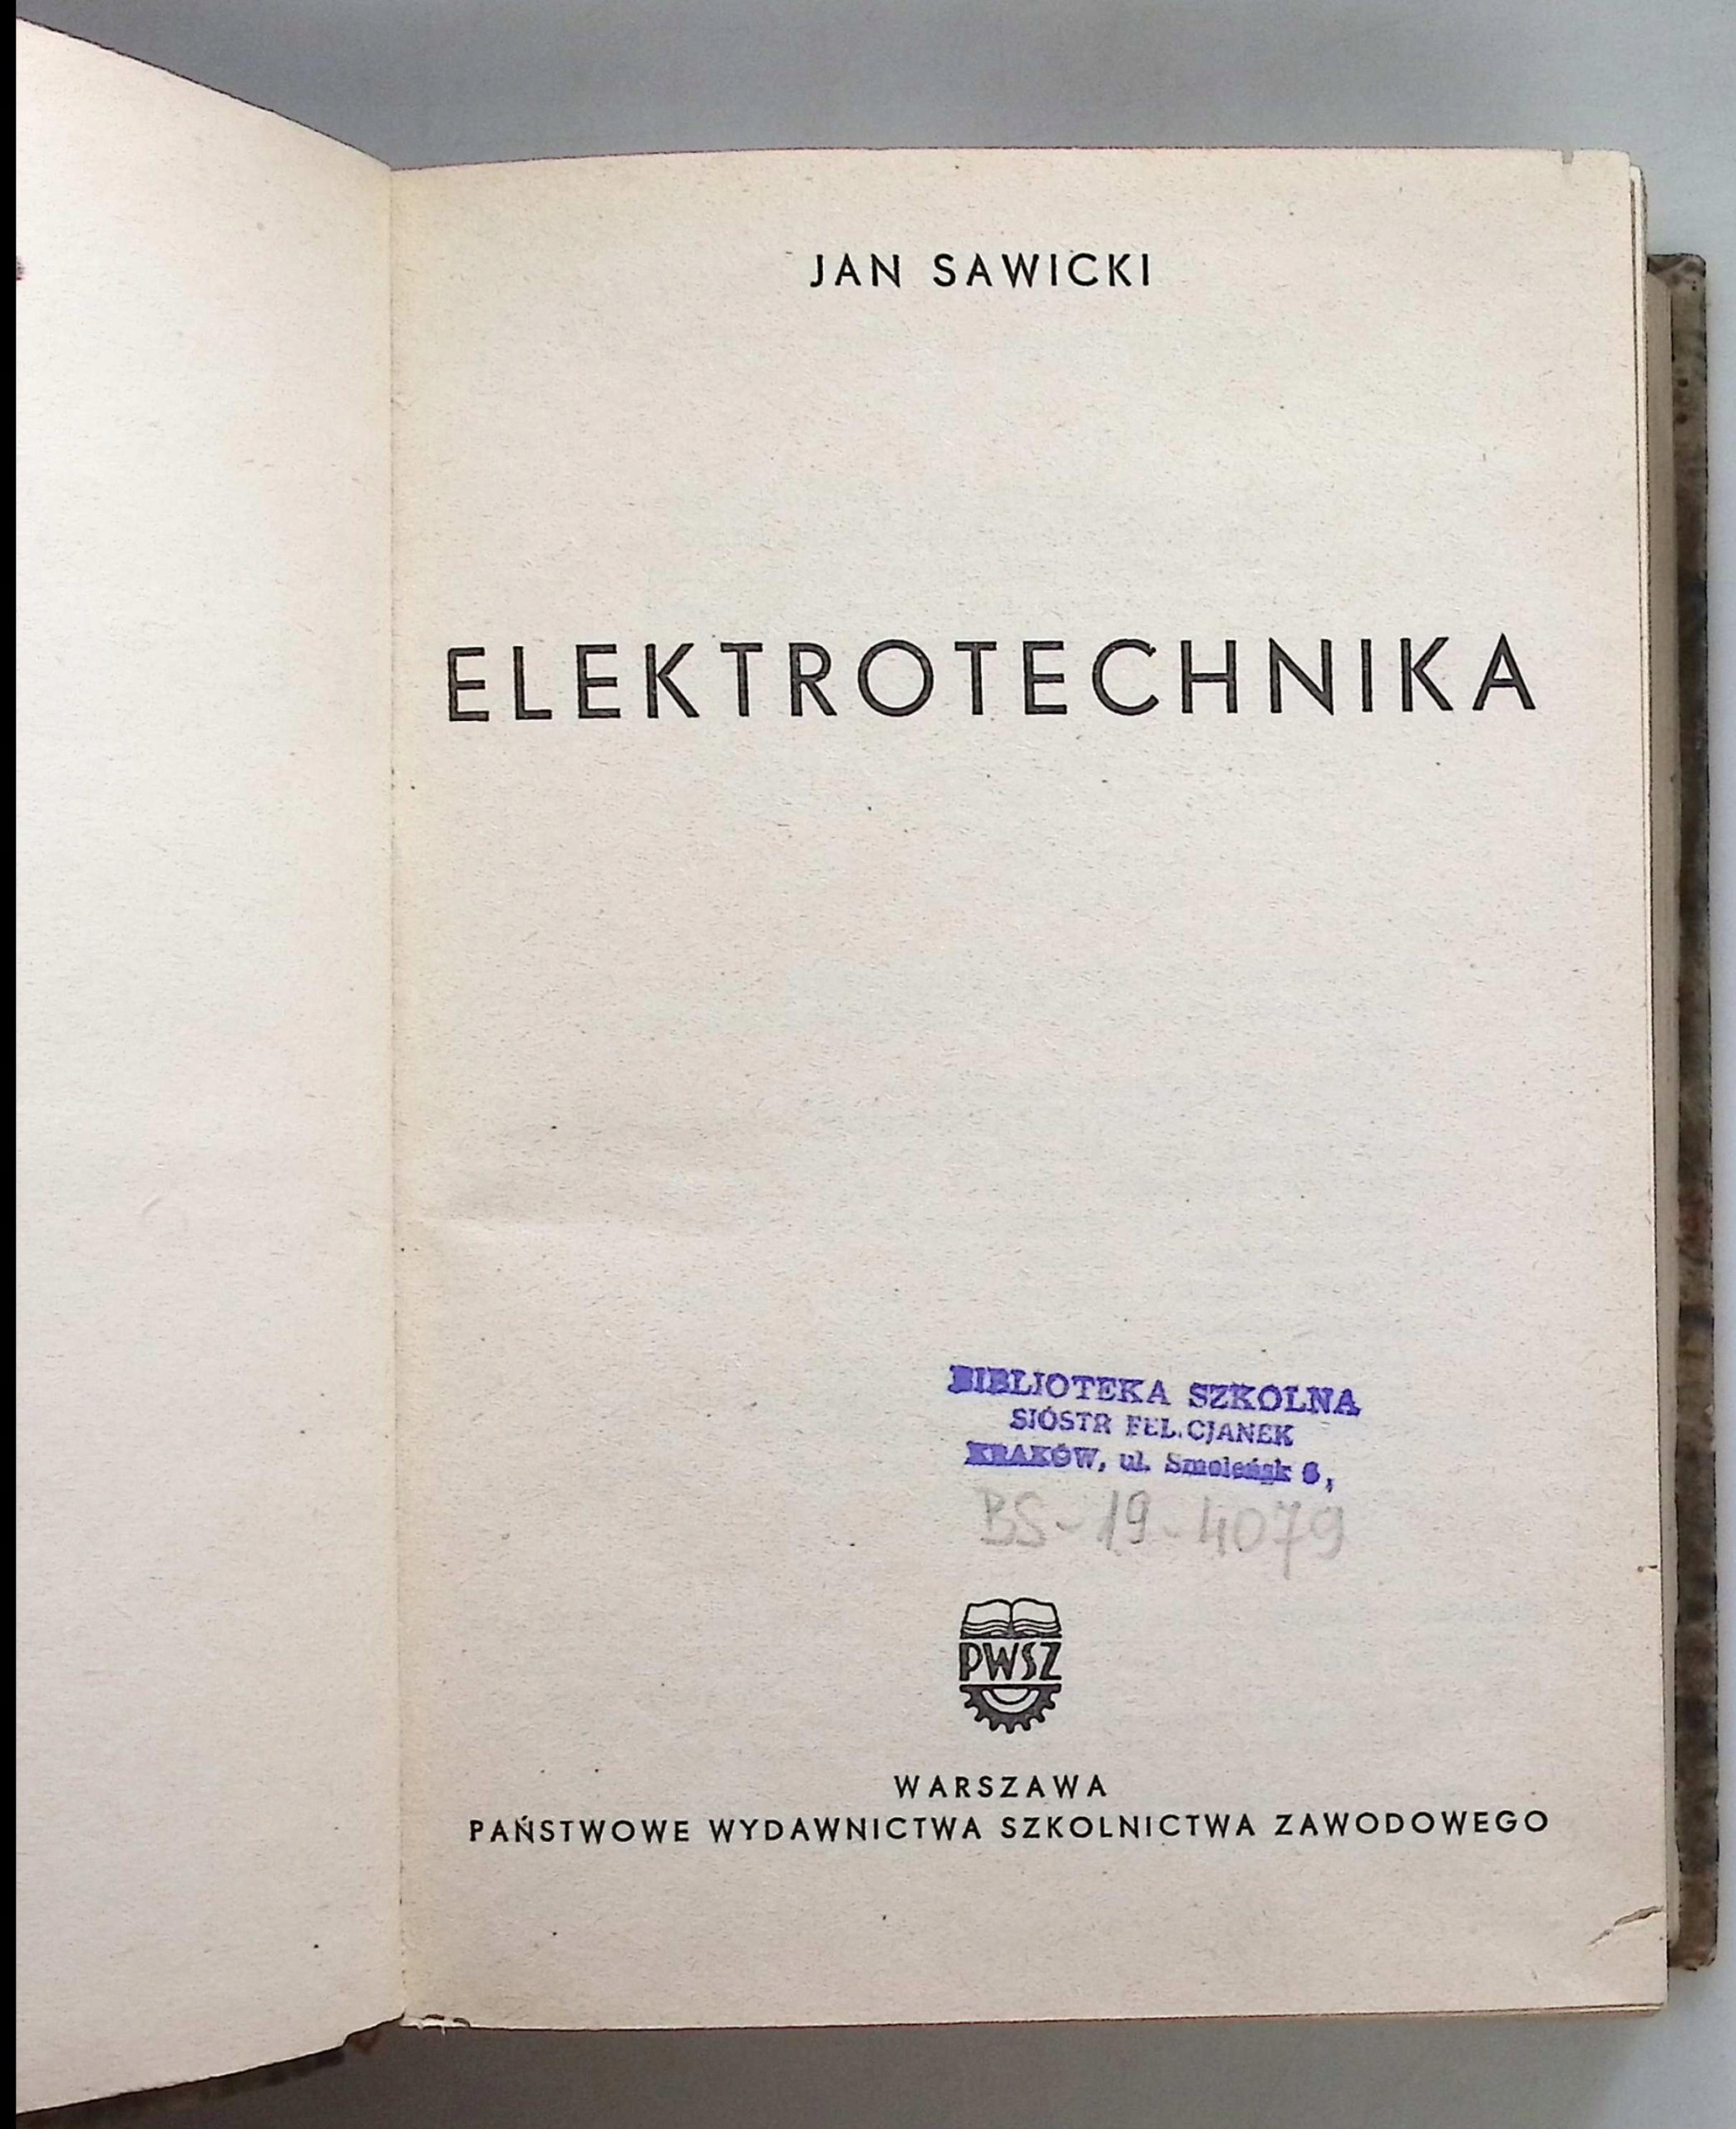 JAN SAWICKI
ELEKTROTECHNIKA
BIBLJOTEKA SZKOLNA
SIÓSTR FEL.CJANEK
KRAKÓW, ul. Smoleńsk 6,
BS-19-4079
PWSZ
WARSZAWA
PAŃSTWOWE WYDAWNICTWA SZKOLNICTWA ZAWODOWEGO